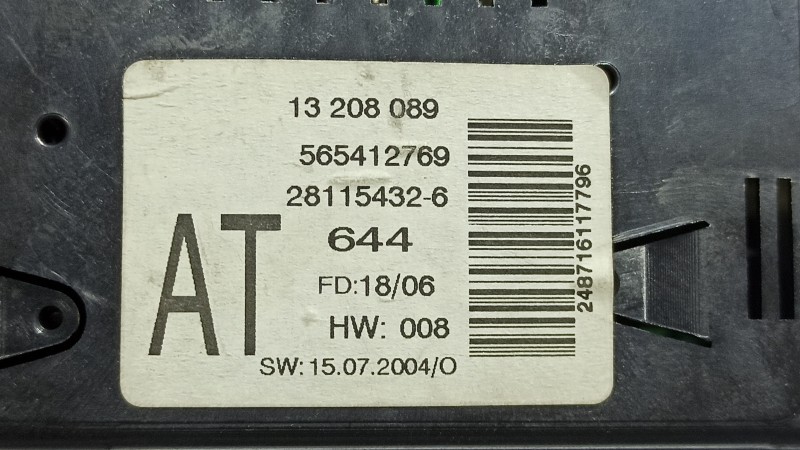 13 208 089
565412769
28115432-6
AT
644
FD:18/06
HW: 008
SW: 15.07.2004/O
248716117796